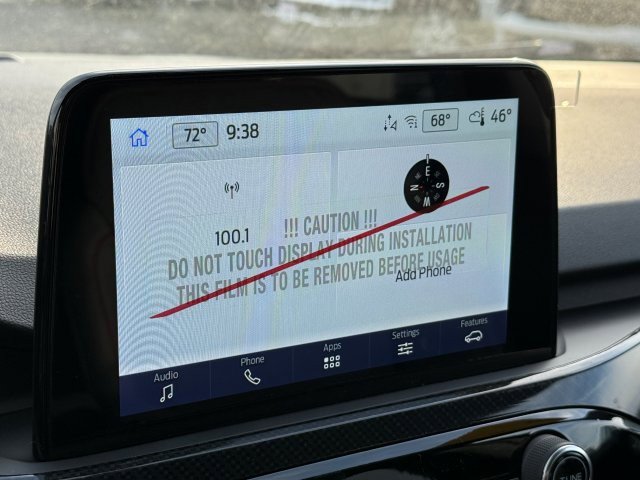 72° 9:38 68° 46°
E
N S
W
100.1
!!! CAUTION !!!
DO NOT TOUCH DISPLAY DURING INSTALLATION
THIS FILM IS TO BE REMOVED BEFORE USAGE
Add Phone
Audio Phone Apps Settings Features
TUNE